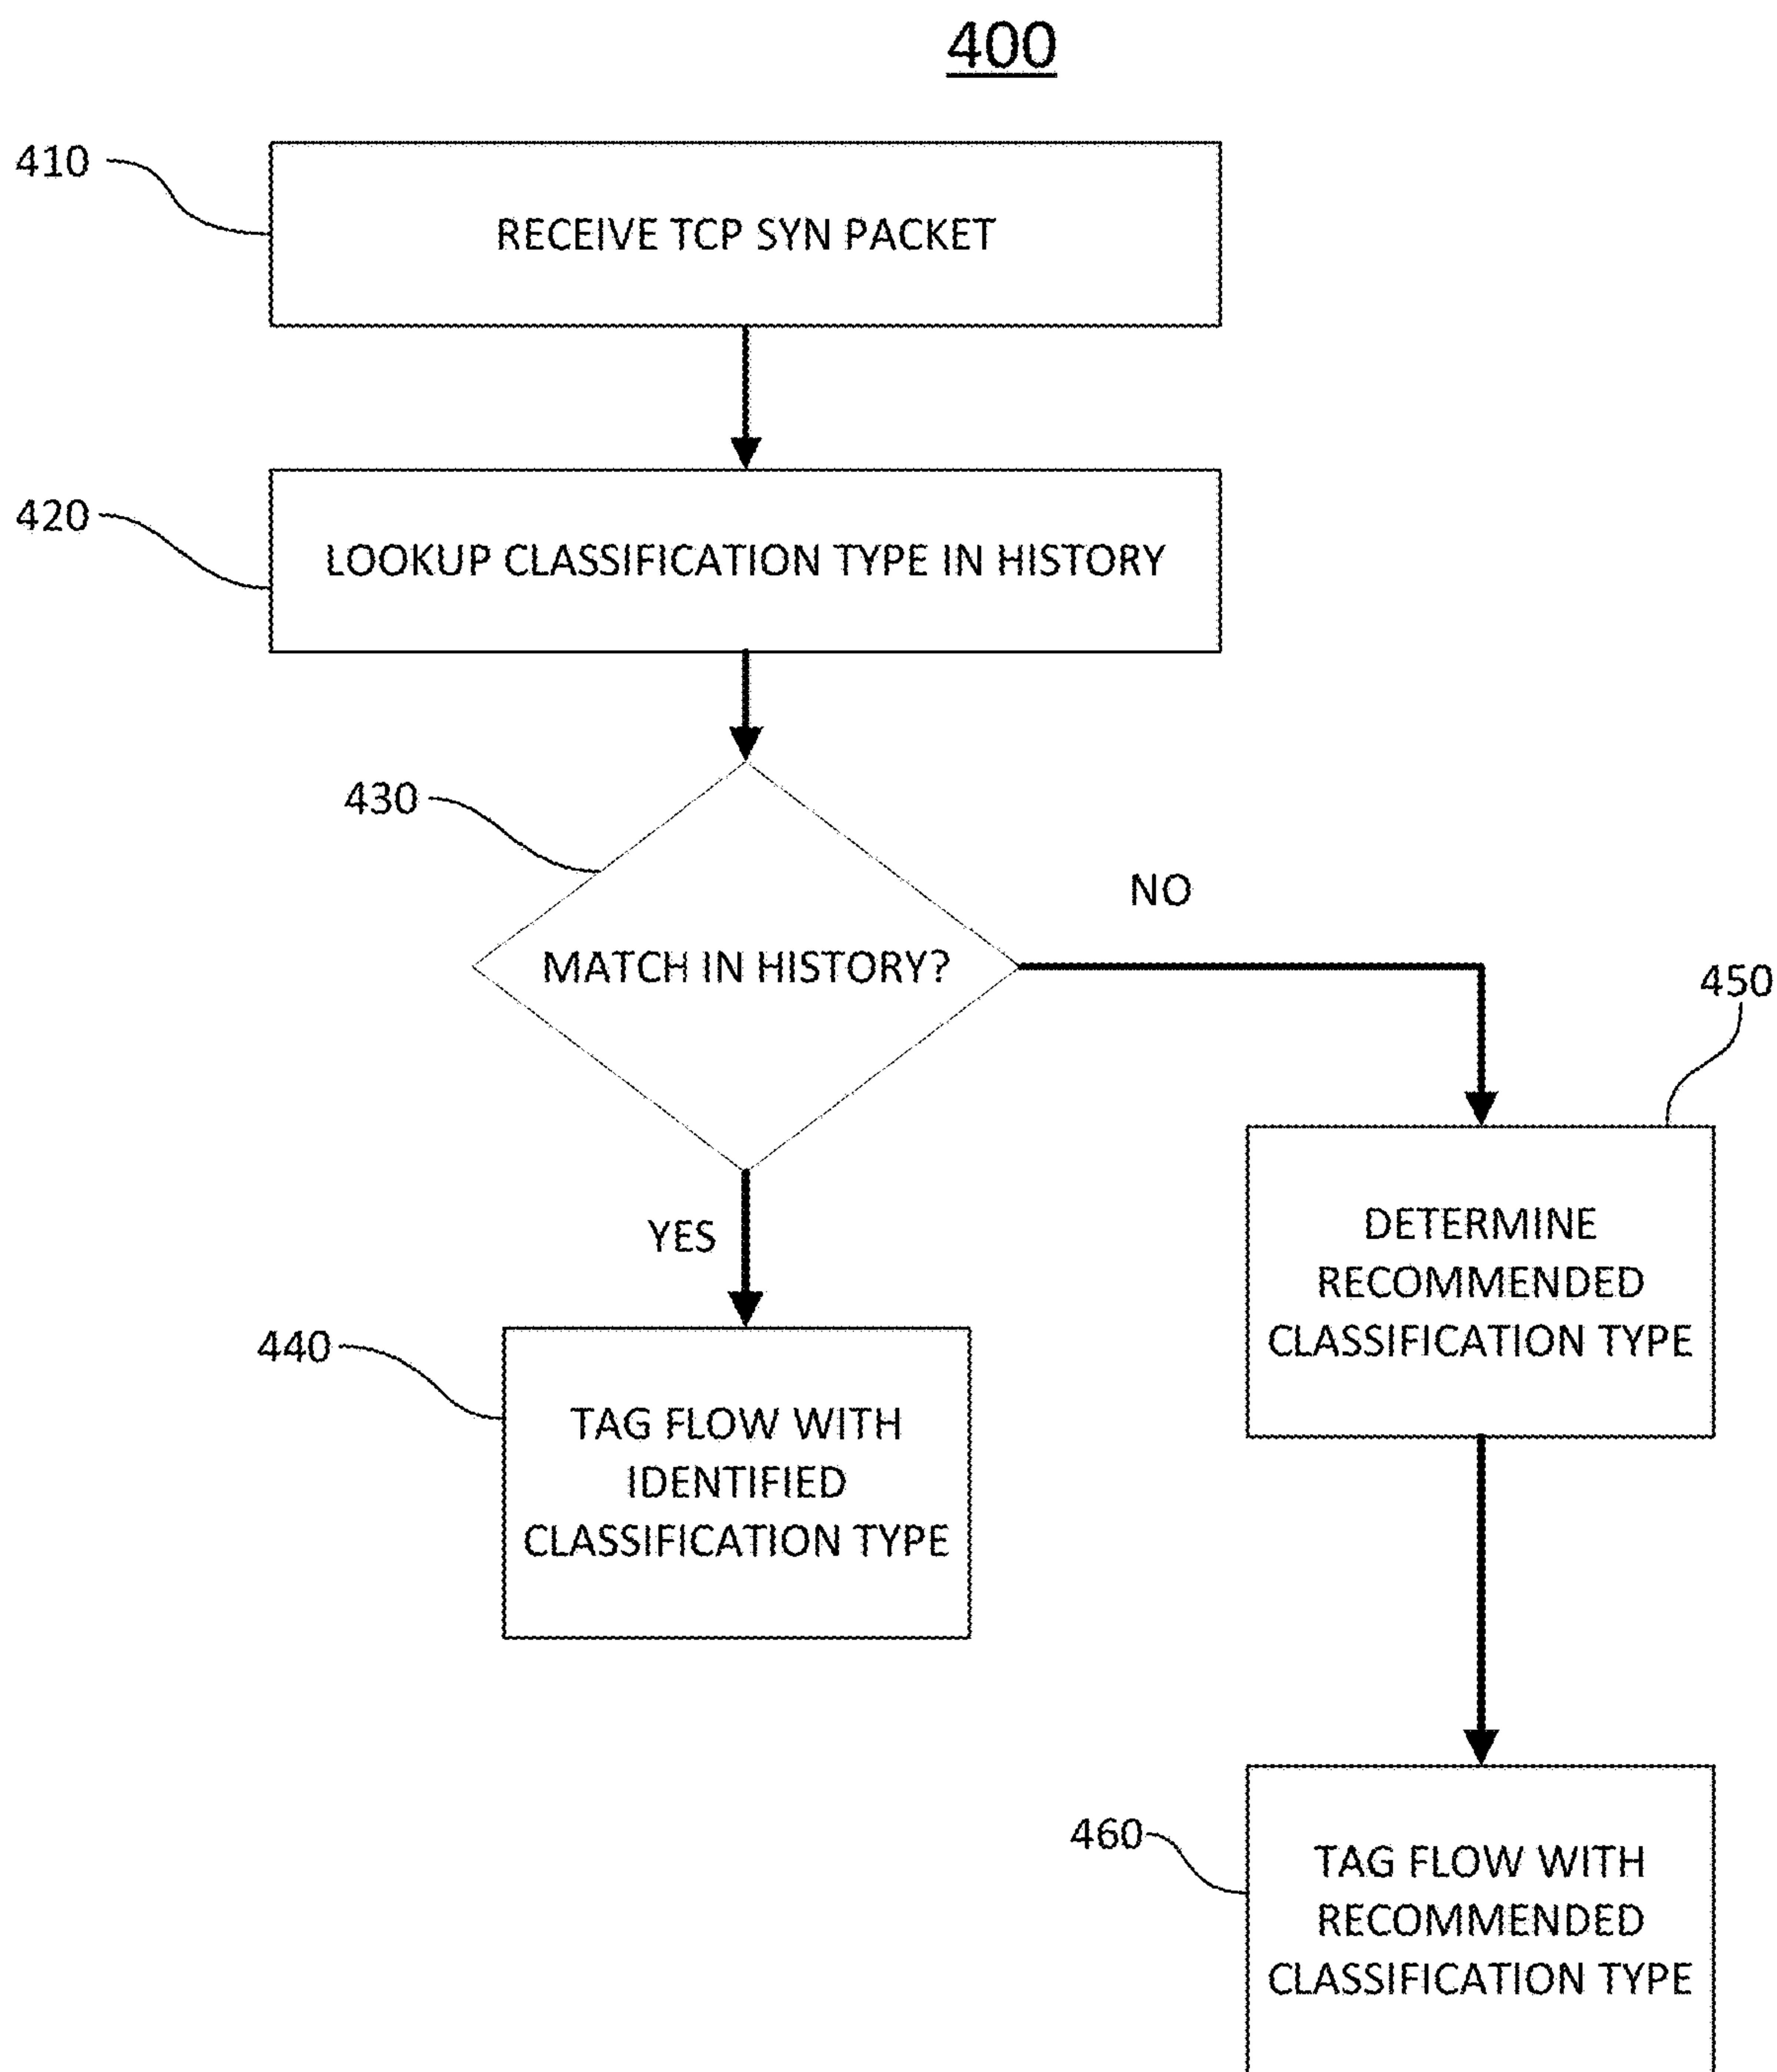 400
410
RECEIVE TCP SYN PACKET
420
LOOKUP CLASSIFICATION TYPE IN HISTORY
430
MATCH IN HISTORY?
NO
450
YES
DETERMINE
RECOMMENDED
CLASSIFICATION TYPE
440
TAG FLOW WITH
IDENTIFIED
CLASSIFICATION TYPE
460
TAG FLOW WITH
RECOMMENDED
CLASSIFICATION TYPE